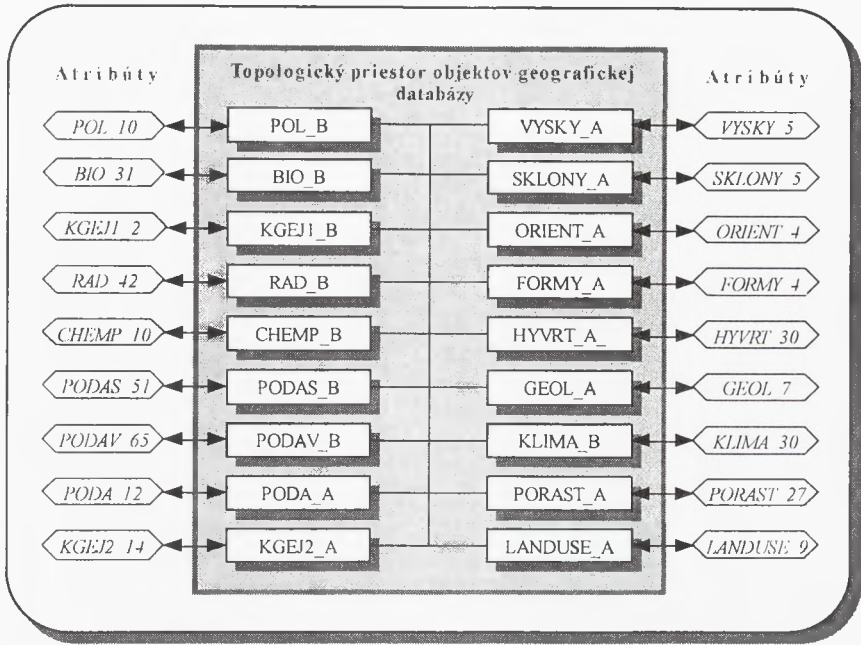 Atribúty
Topologický priestor objektov geografickej
databázy
Atribúty
POL 10
POL_B
VYSKY_A
VYSKY 5
BIO 31
BIO_B
SKLONY_A
SKLONY 5
KGEJ1 2
KGEJ1_B
ORIENT_A
ORIENT 4
RAD 42
RAD_B
FORMY_A
FORMY 4
CHEMP 10
CHEMP_B
HYVRT_A_
HYVRT 30
PODAS 51
PODAS_B
GEOL_A
GEOL 7
PODAV 65
PODAV_B
KLIMA_B
KLIMA 30
PODA 12
PODA_A
PORAST_A
PORAST 27
KGEJ2 14
KGEJ2_A
LANDUSE_A
LANDUSE 9